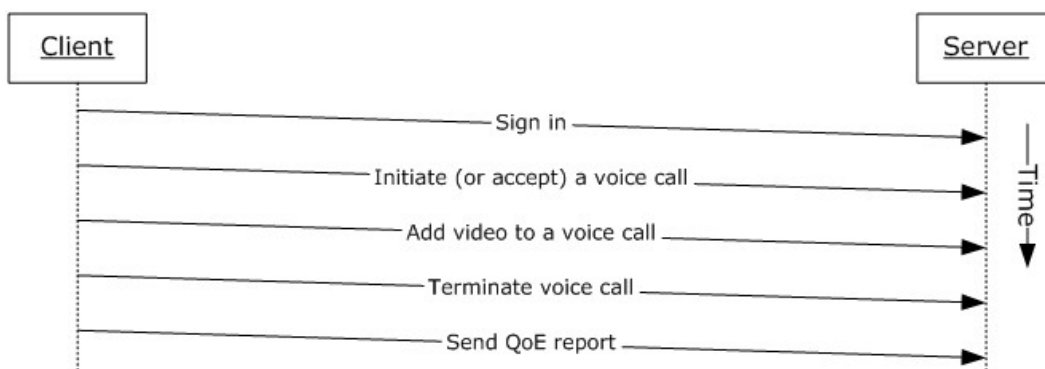 Client
Server
Sign in
Initiate (or accept) a voice call
Time
Add video to a voice call
Terminate voice call
Send QoE report